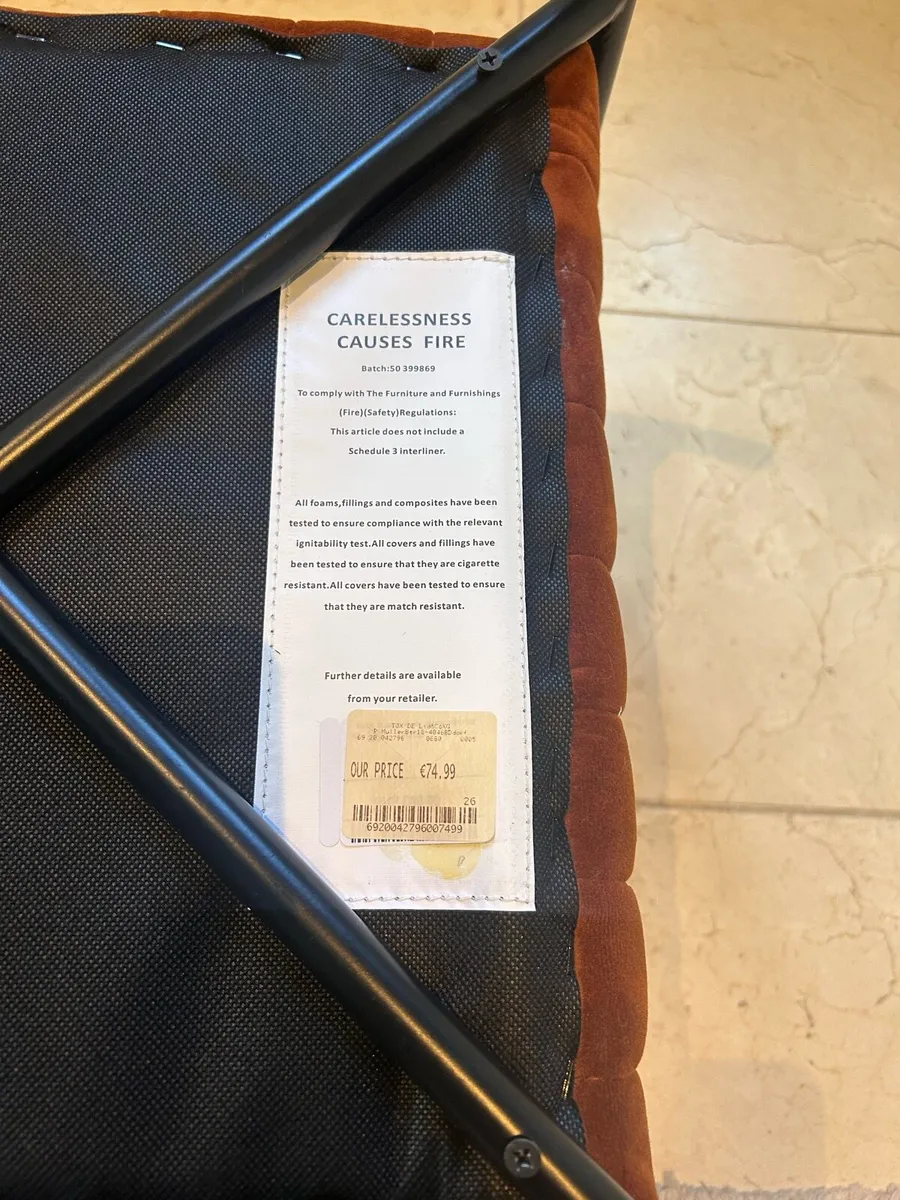 CARELESSNESS
CAUSES FIRE
Batch:50 399869
To comply with The Furniture and Furnishings
(Fire)(Safety)Regulations:
This article does not include a
Schedule 3 interliner.
All foams,fillings and composites have been
tested to ensure compliance with the relevant
ignitability test.All covers and fillings have
been tested to ensure that they are cigarette
resistant.All covers have been tested to ensure
that they are match resistant.
Further details are available
from your retailer.
69 20 042796
OUR PRICE €74.99
26
6920042796007499